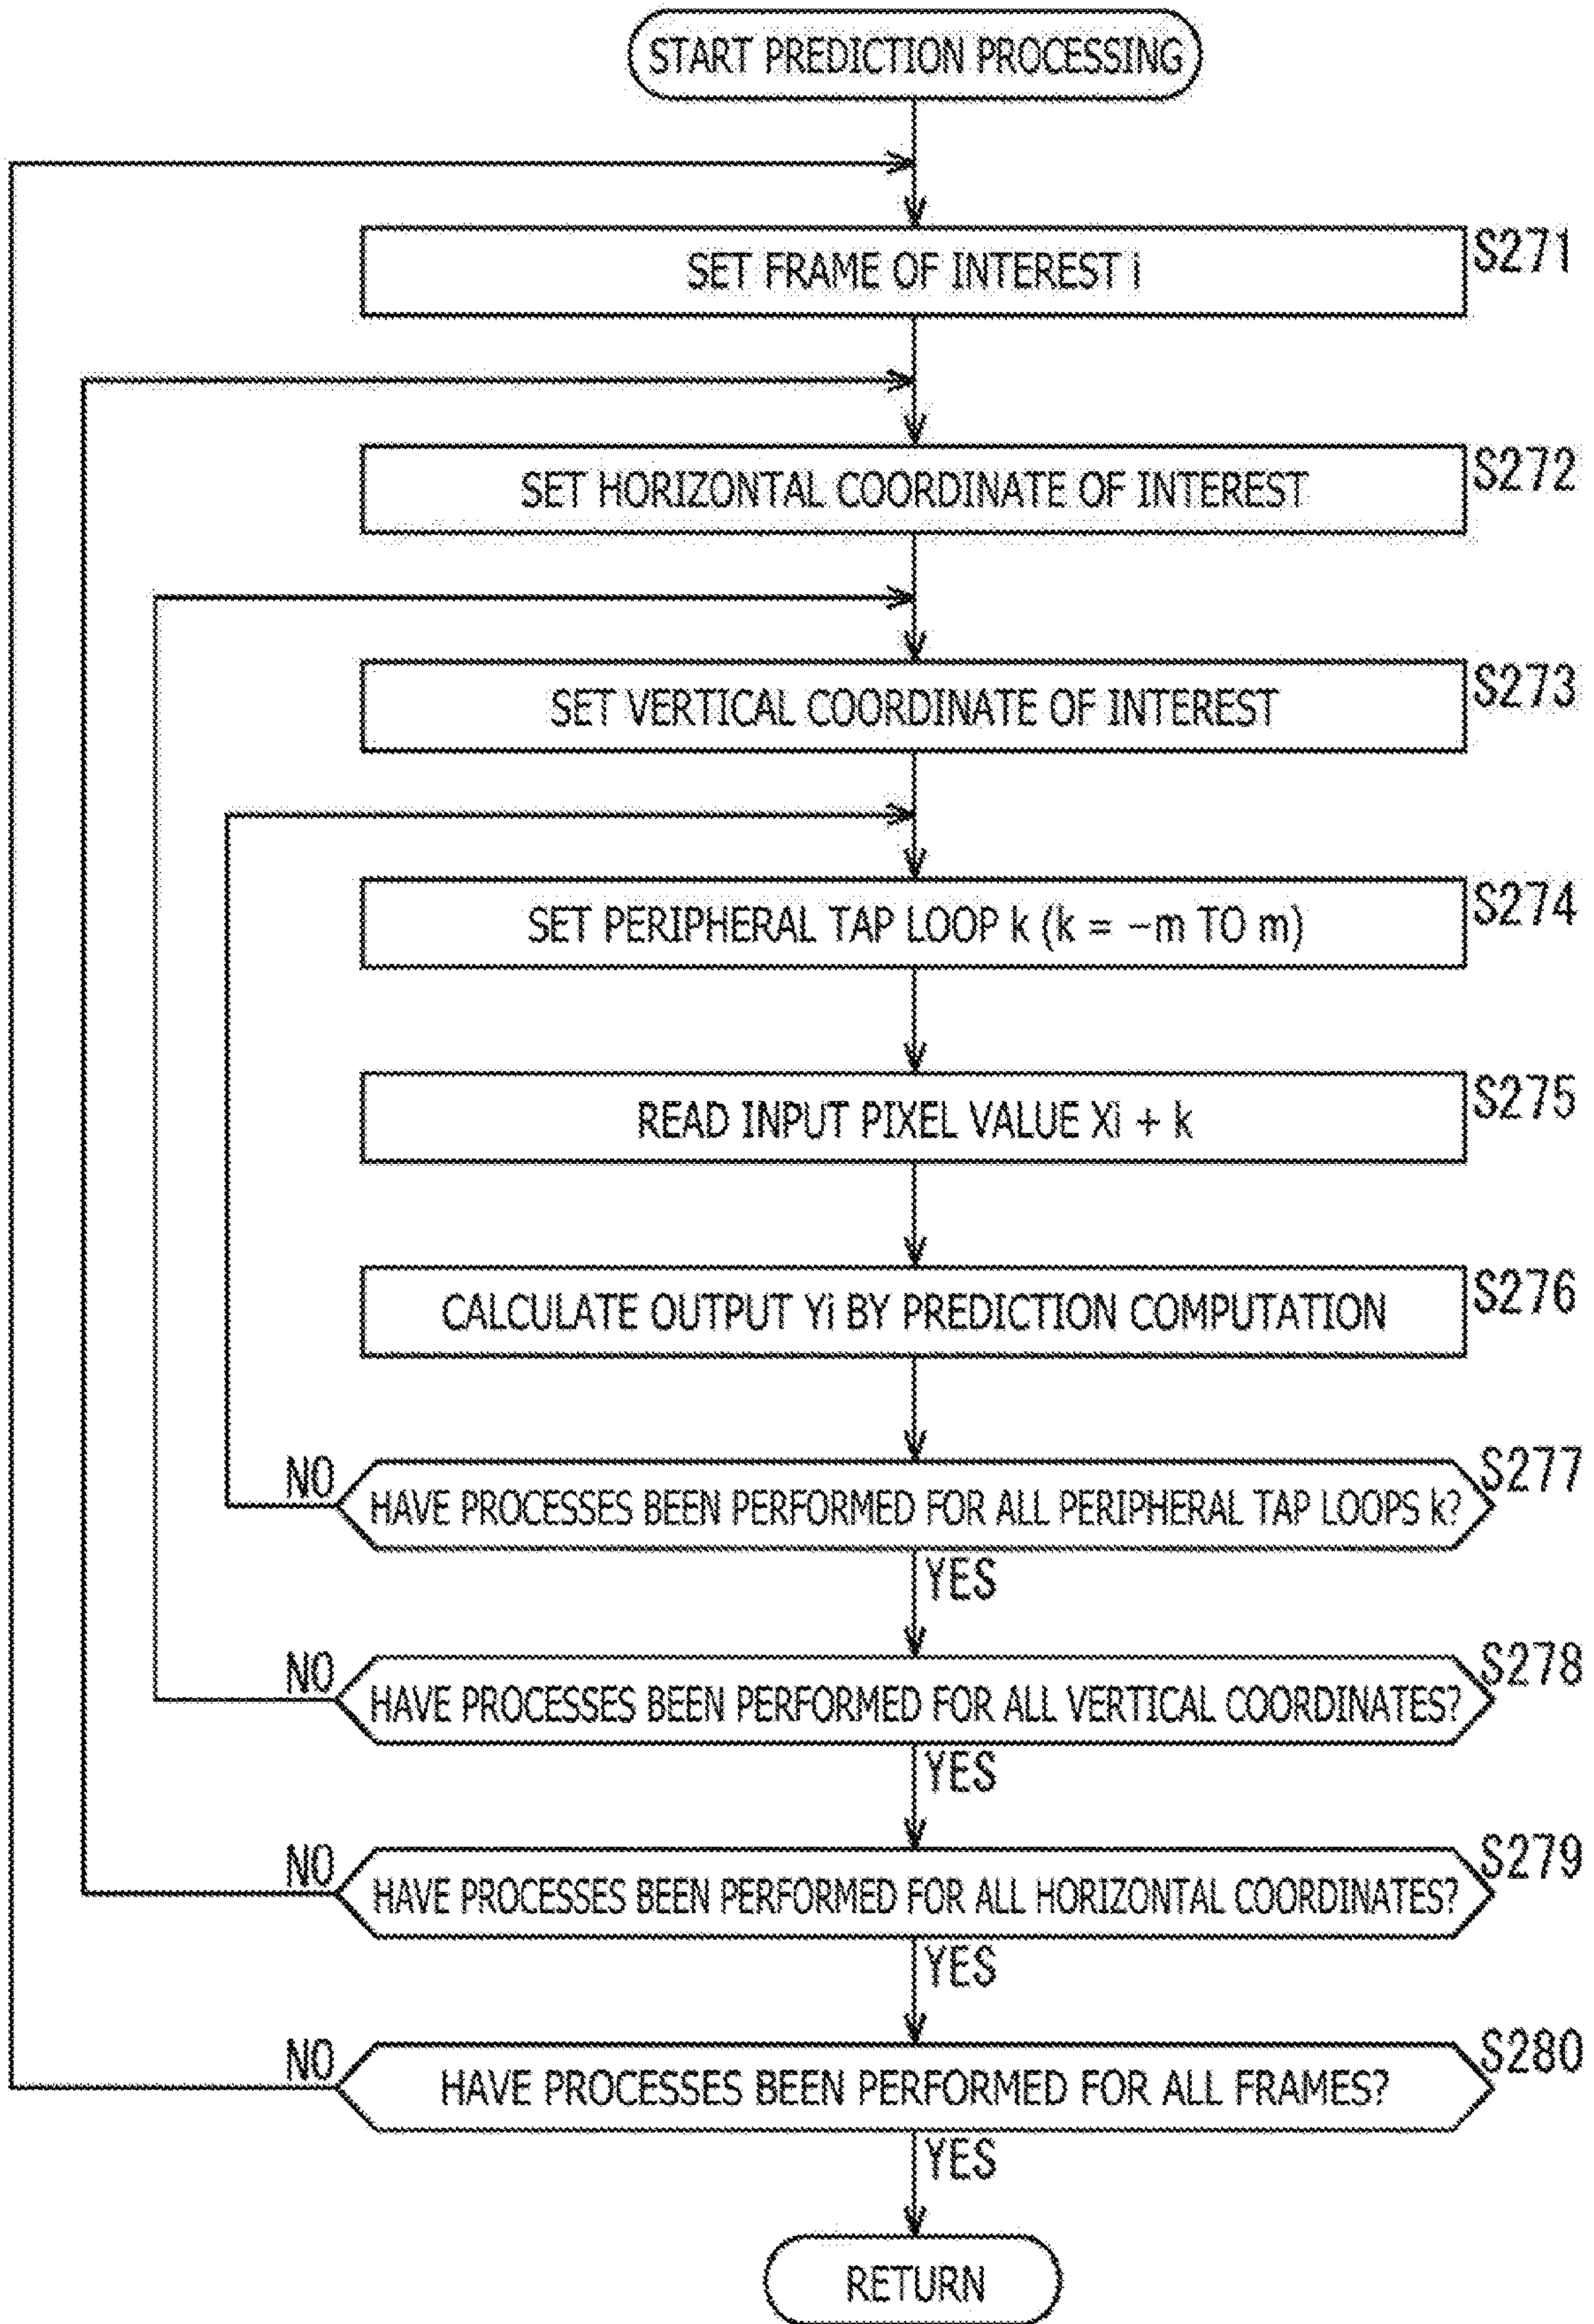 START PREDICTION PROCESSING
SET FRAME OF INTEREST i
S271
SET HORIZONTAL COORDINATE OF INTEREST
S272
SET VERTICAL COORDINATE OF INTEREST
S273
SET PERIPHERAL TAP LOOP k (k = −m TO m)
S274
READ INPUT PIXEL VALUE Xi + k
S275
CALCULATE OUTPUT Yi BY PREDICTION COMPUTATION
S276
NO
HAVE PROCESSES BEEN PERFORMED FOR ALL PERIPHERAL TAP LOOPS k?
S277
YES
NO
HAVE PROCESSES BEEN PERFORMED FOR ALL VERTICAL COORDINATES?
S278
YES
NO
HAVE PROCESSES BEEN PERFORMED FOR ALL HORIZONTAL COORDINATES?
S279
YES
NO
HAVE PROCESSES BEEN PERFORMED FOR ALL FRAMES?
S280
YES
RETURN